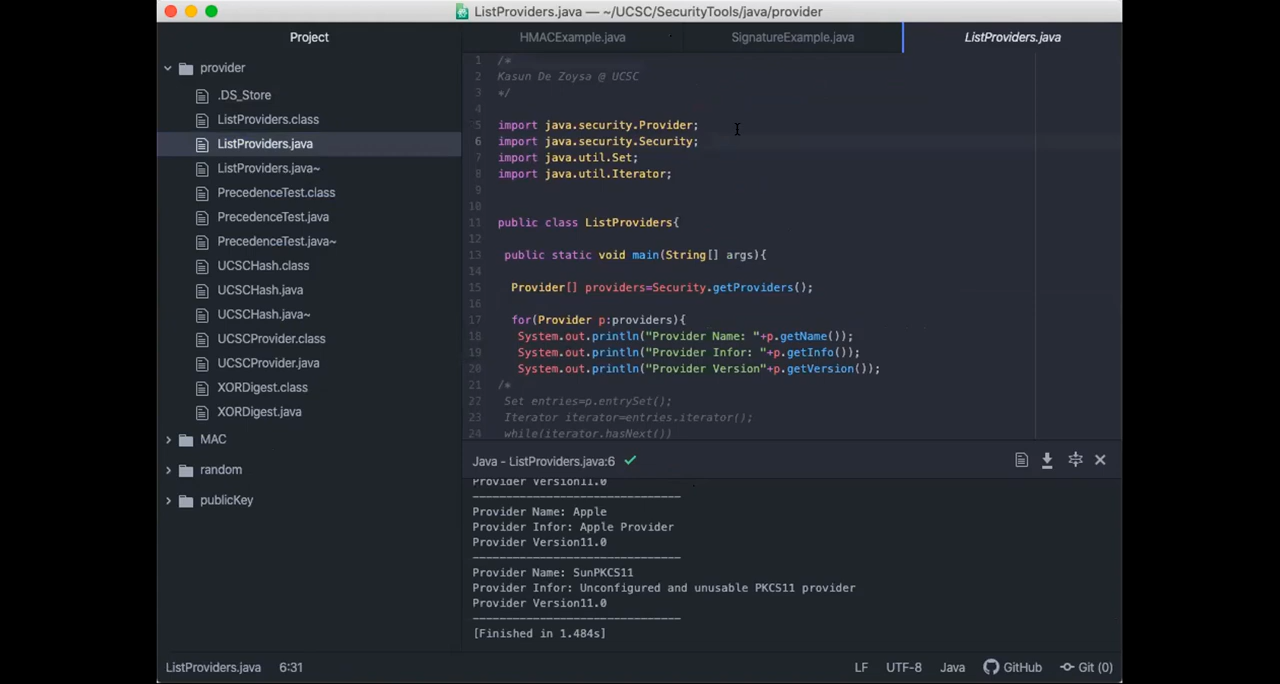 ListProviders.java — ~/UCSC/SecurityTools/java/provider
Project
HMACExample.java
SignatureExample.java
ListProviders.java
provider
.DS_Store
ListProviders.class
ListProviders.java
ListProviders.java~
PrecedenceTest.class
PrecedenceTest.java
PrecedenceTest.java~
UCSCHash.class
UCSCHash.java
UCSCHash.java~
UCSCProvider.class
UCSCProvider.java
XORDigest.class
XORDigest.java
MAC
random
publicKey
1 /*
2 Kasun De Zoysa @ UCSC
3 */
4
5 import java.security.Provider;
6 import java.security.Security;
7 import java.util.Set;
8 import java.util.Iterator;
9
10
11 public class ListProviders{
12
13 public static void main(String[] args){
14
15 Provider[] providers=Security.getProviders();
16
17 for(Provider p:providers){
18 System.out.println("Provider Name: "+p.getName());
19 System.out.println("Provider Infor: "+p.getInfo());
20 System.out.println("Provider Version"+p.getVersion());
21 /*
22 Set entries=p.entrySet();
23 Iterator iterator=entries.iterator();
24 while(iterator.hasNext())
Java - ListProviders.java:6
Provider Version11.0
------------------------------
Provider Name: Apple
Provider Infor: Apple Provider
Provider Version11.0
------------------------------
Provider Name: SunPKCS11
Provider Infor: Unconfigured and unusable PKCS11 provider
Provider Version11.0
------------------------------
[Finished in 1.484s]
ListProviders.java 6:31 LF UTF-8 Java GitHub Git (0)